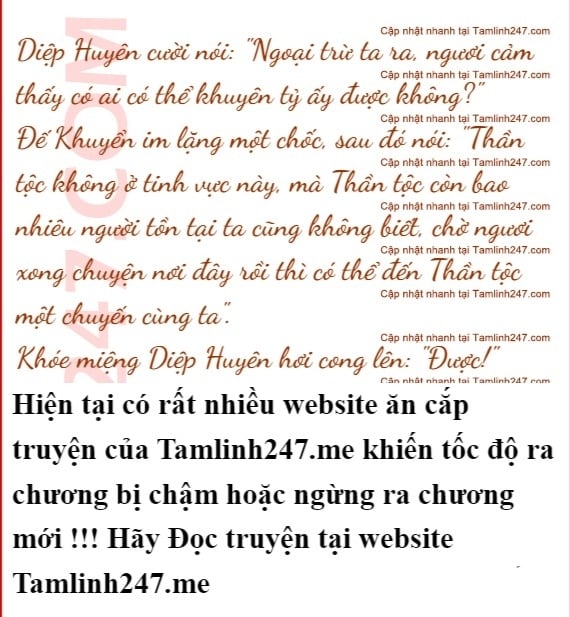 Cập nhật nhanh tại Tamlinh247.com
Diệp Huyên cười nói: "Ngoại trừ ta ra, ngươi cảm
Cập nhật nhanh tại Tamlinh247.com
thấy có ai có thể khuyên tỷ ấy được không?"
Cập nhật nhanh tại Tamlinh247.com
Đế Khuyển im lặng một chốc, sau đó nói: "Thần
Cập nhật nhanh tại Tamlinh247.com
tộc không ở tinh vực này, mà Thần tộc còn bao
Cập nhật nhanh tại Tamlinh247.com
nhiêu người tồn tại ta cũng không biết, chờ ngươi
Cập nhật nhanh tại Tamlinh247.com
xong chuyện nơi đây rồi thì có thể đến Thần tộc
Cập nhật nhanh tại Tamlinh247.com
một chuyến cùng ta".
Cập nhật nhanh tại Tamlinh247.com
Khóe miệng Diệp Huyên hơi cong lên: "Được!"
Cập nhật nhanh tại Tamlinh247.com
247.COM
Hiện tại có rất nhiều website ăn cắp
truyện của Tamlinh247.me khiến tốc độ ra
chương bị chậm hoặc ngừng ra chương
mới !!! Hãy Đọc truyện tại website
Tamlinh247.me